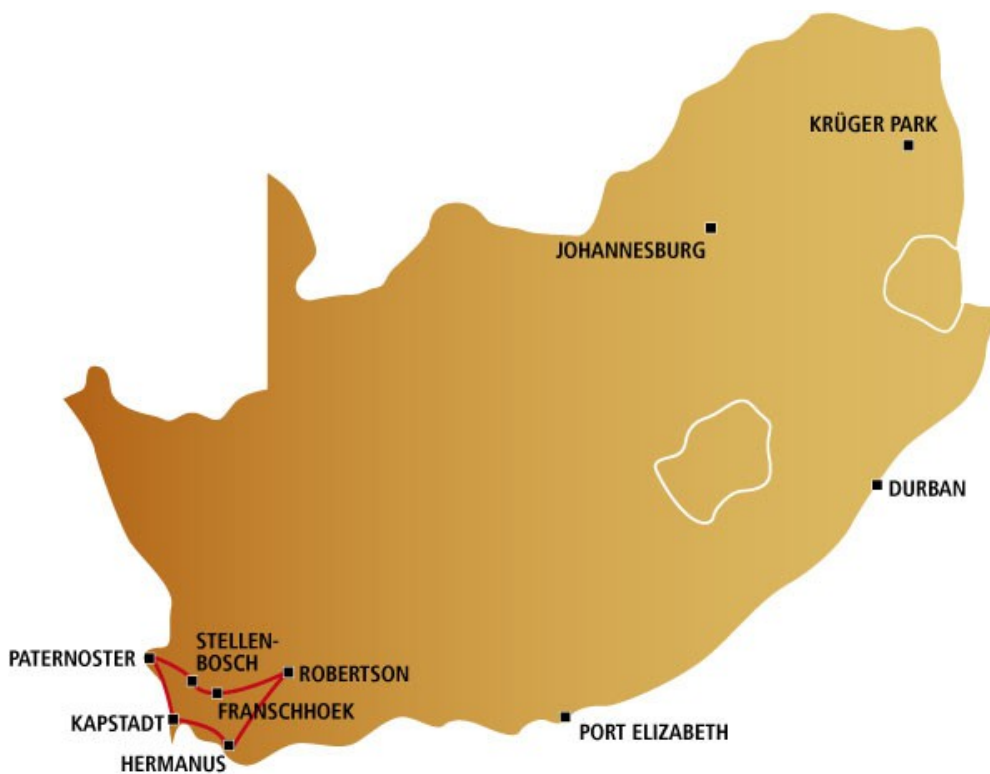 KRÜGER PARK
JOHANNESBURG
DURBAN
STELLEN-
BOSCH
PATERNOSTER
ROBERTSON
FRANSCHHOEK
KAPSTADT
PORT ELIZABETH
HERMANUS